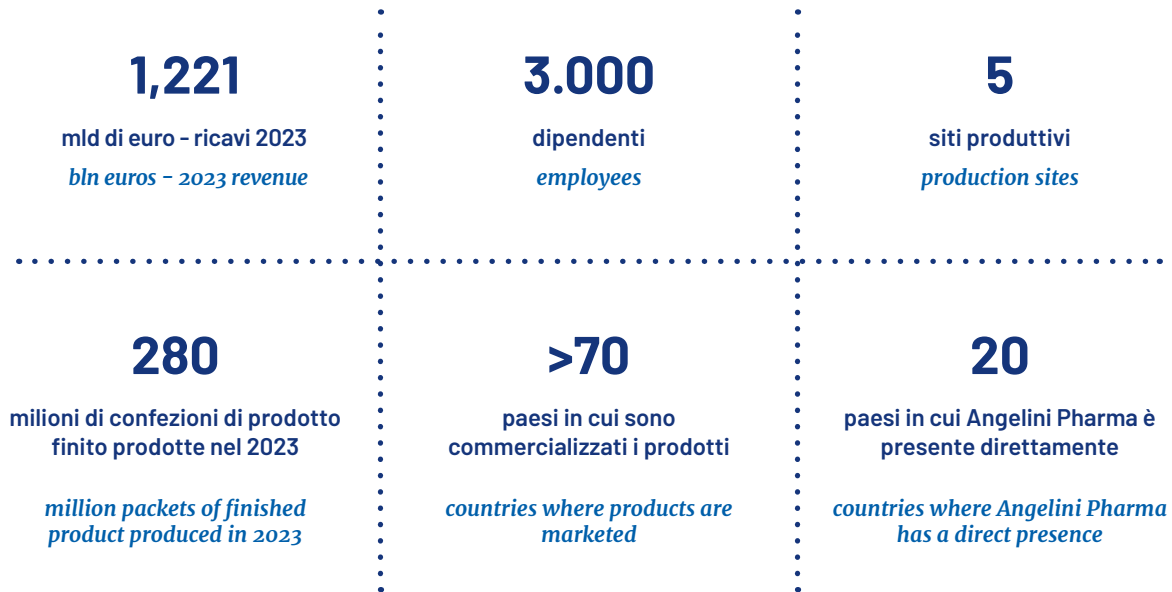 1,221
mld di euro - ricavi 2023
bln euros - 2023 revenue
3.000
dipendenti
employees
5
siti produttivi
production sites
280
milioni di confezioni di prodotto
finito prodotte nel 2023
million packets of finished
product produced in 2023
>70
paesi in cui sono
commercializzati i prodotti
countries where products are
marketed
20
paesi in cui Angelini Pharma è
presente direttamente
countries where Angelini Pharma
has a direct presence